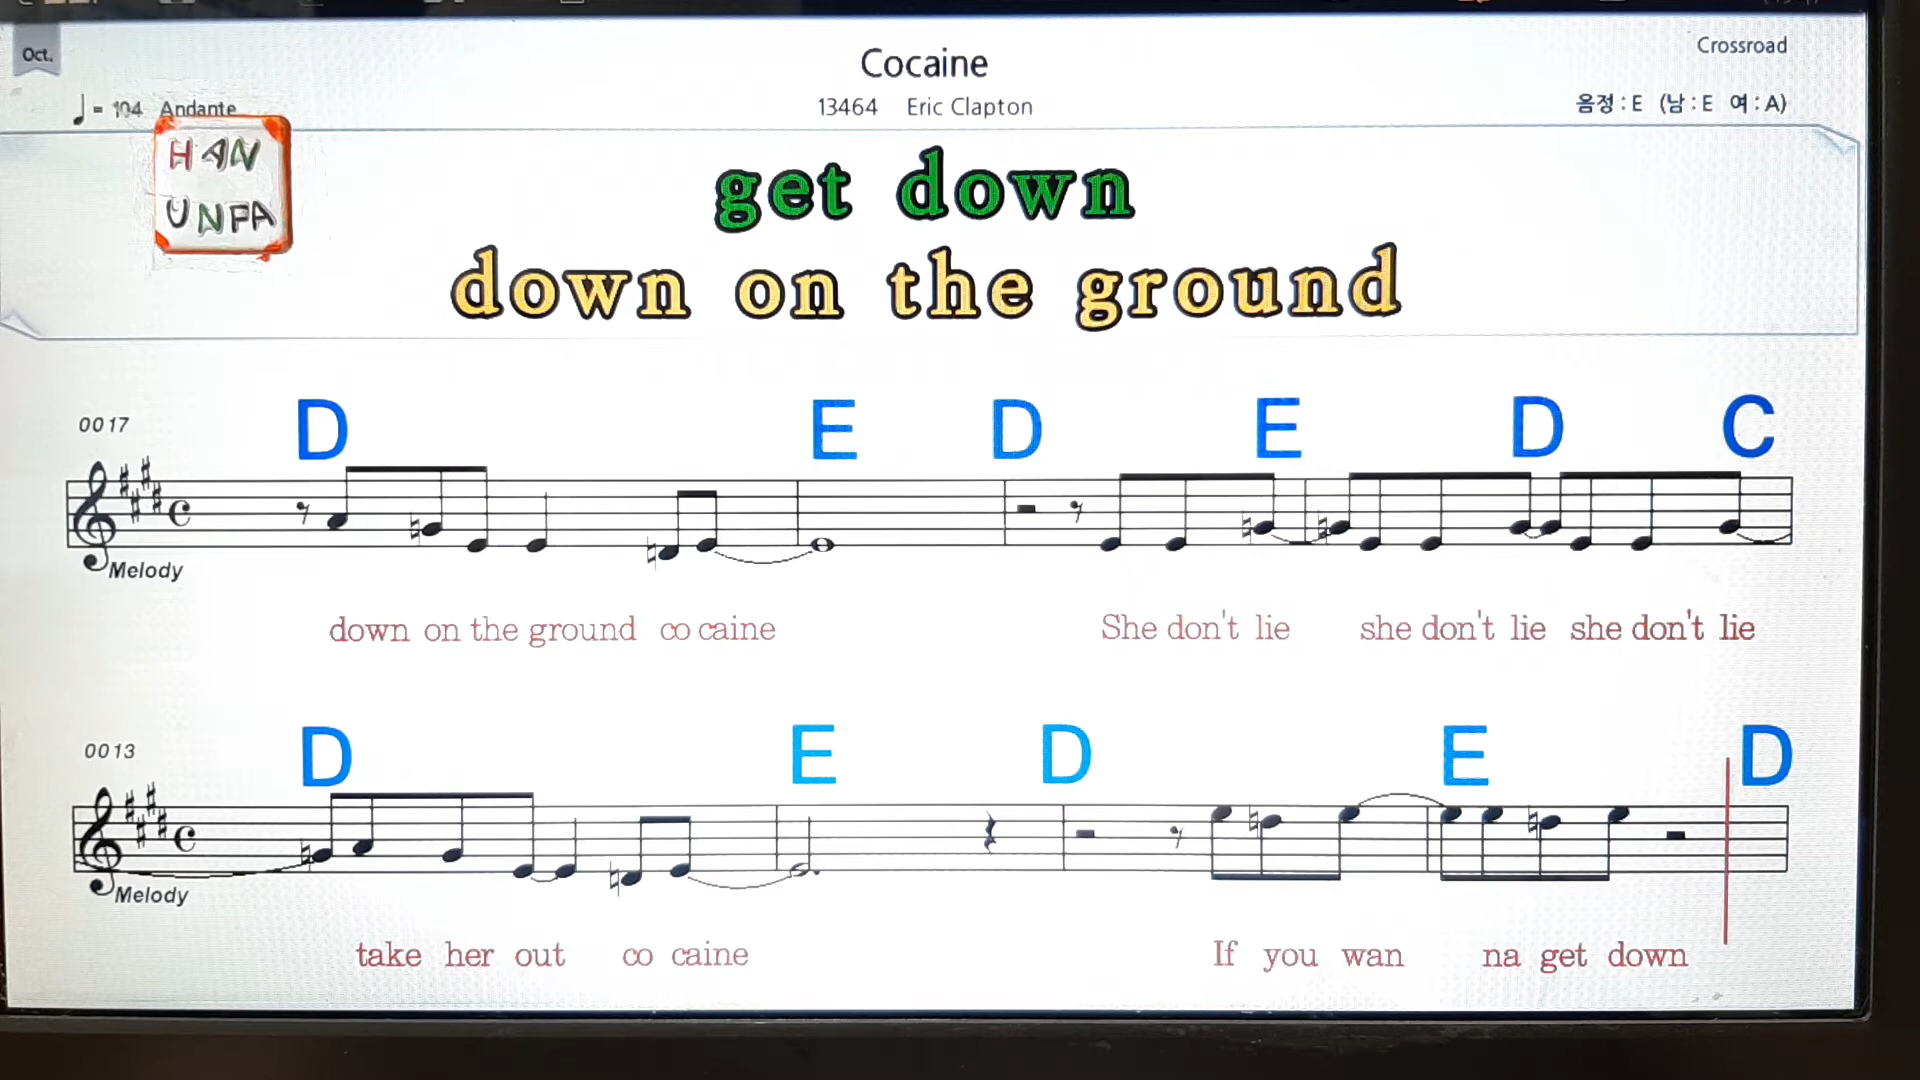 Oct.
Cocaine
Crossroad
♩ = 104 Andante
13464 Eric Clapton
음정 : E (남 : E 여 : A)
HAN
UNPA
get down
down on the ground
D E D E D C
0017
Melody
down on the ground co caine She don't lie she don't lie she don't lie
D E D E D
0013
Melody
take her out co caine If you wan na get down